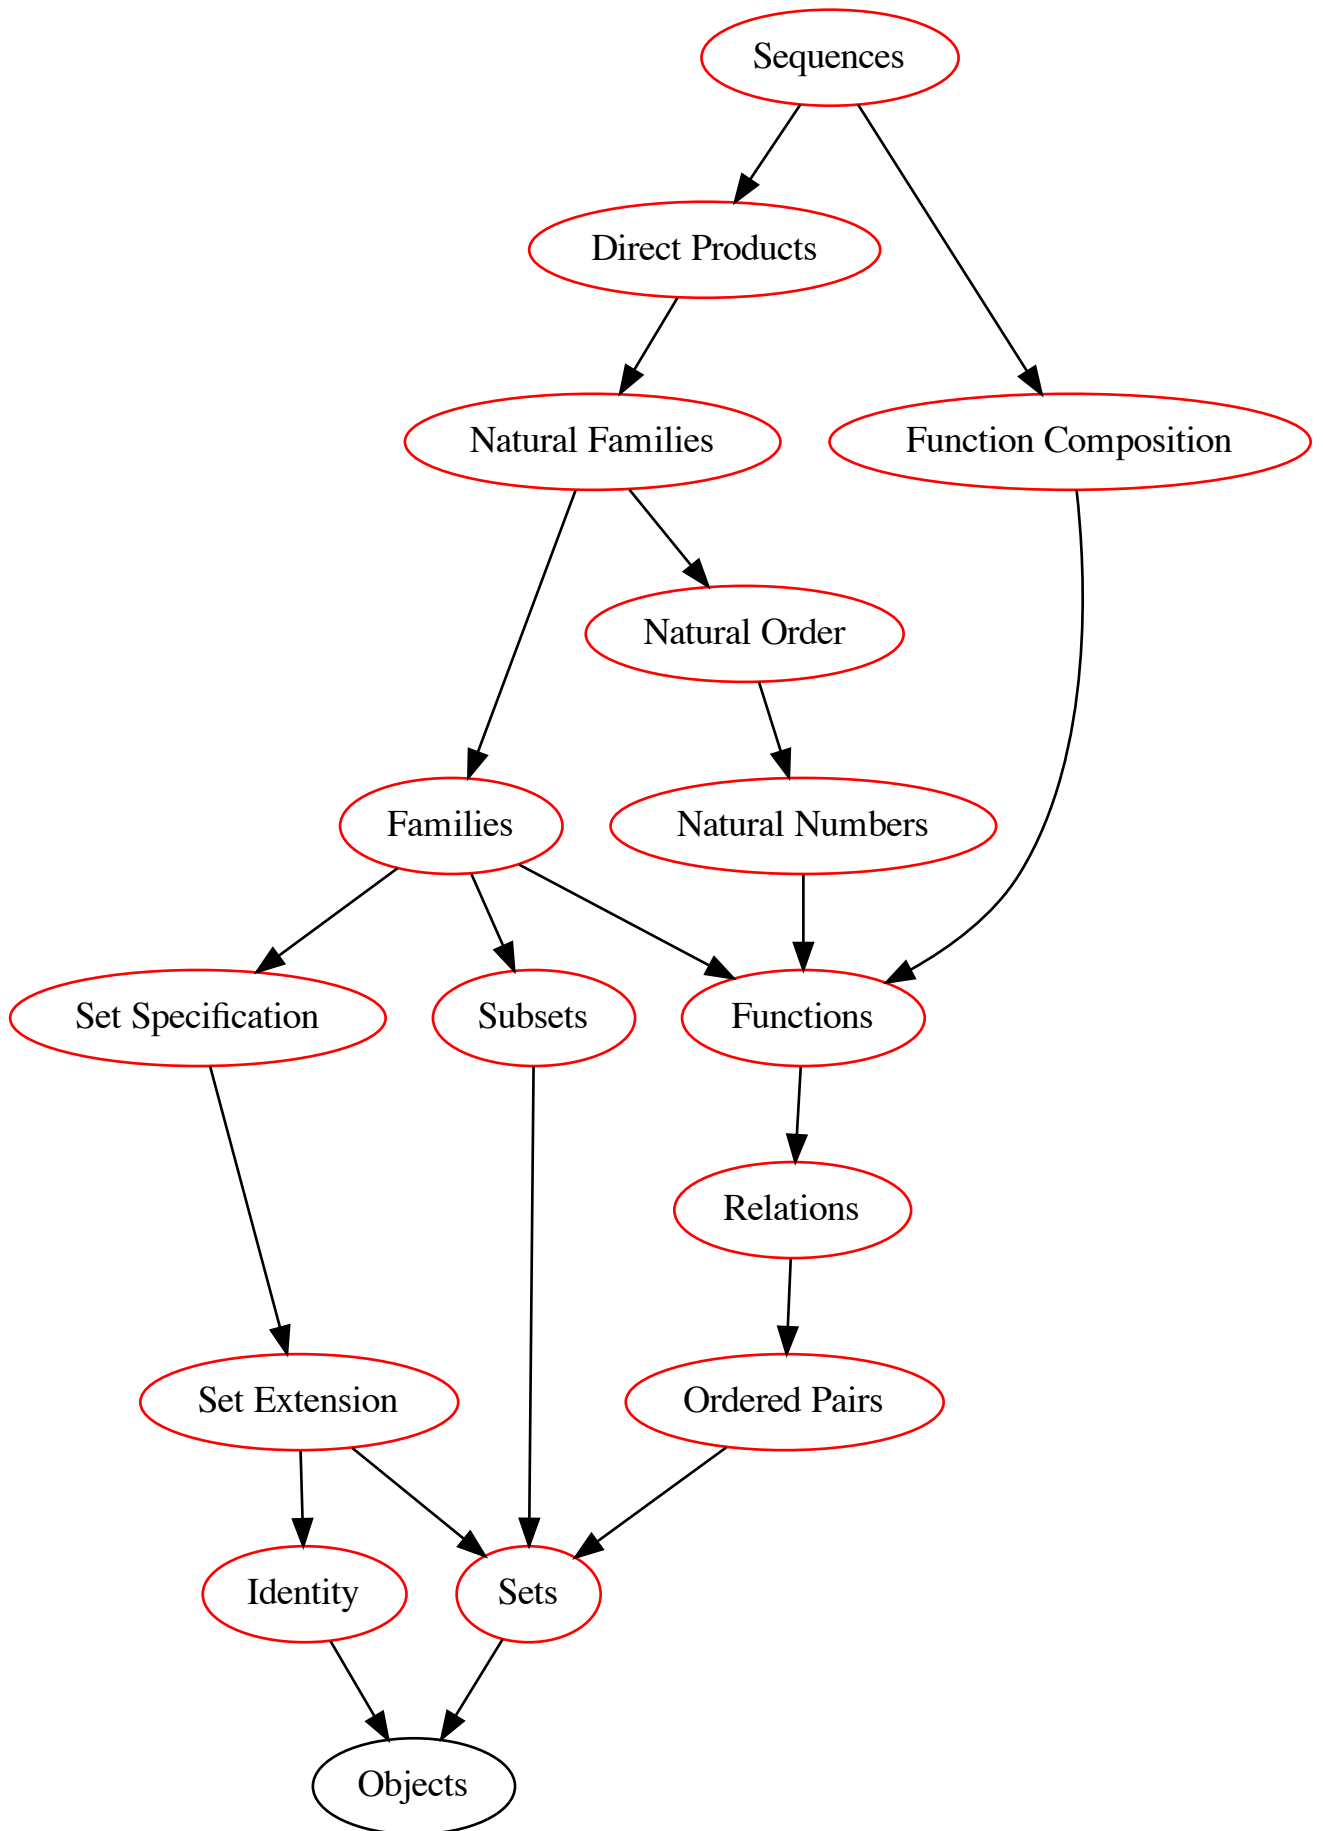 Sequences
Direct Products
Natural Families
Function Composition
Natural Order
Families
Natural Numbers
Set Specification
Subsets
Functions
Relations
Set Extension
Ordered Pairs
Identity
Sets
Objects